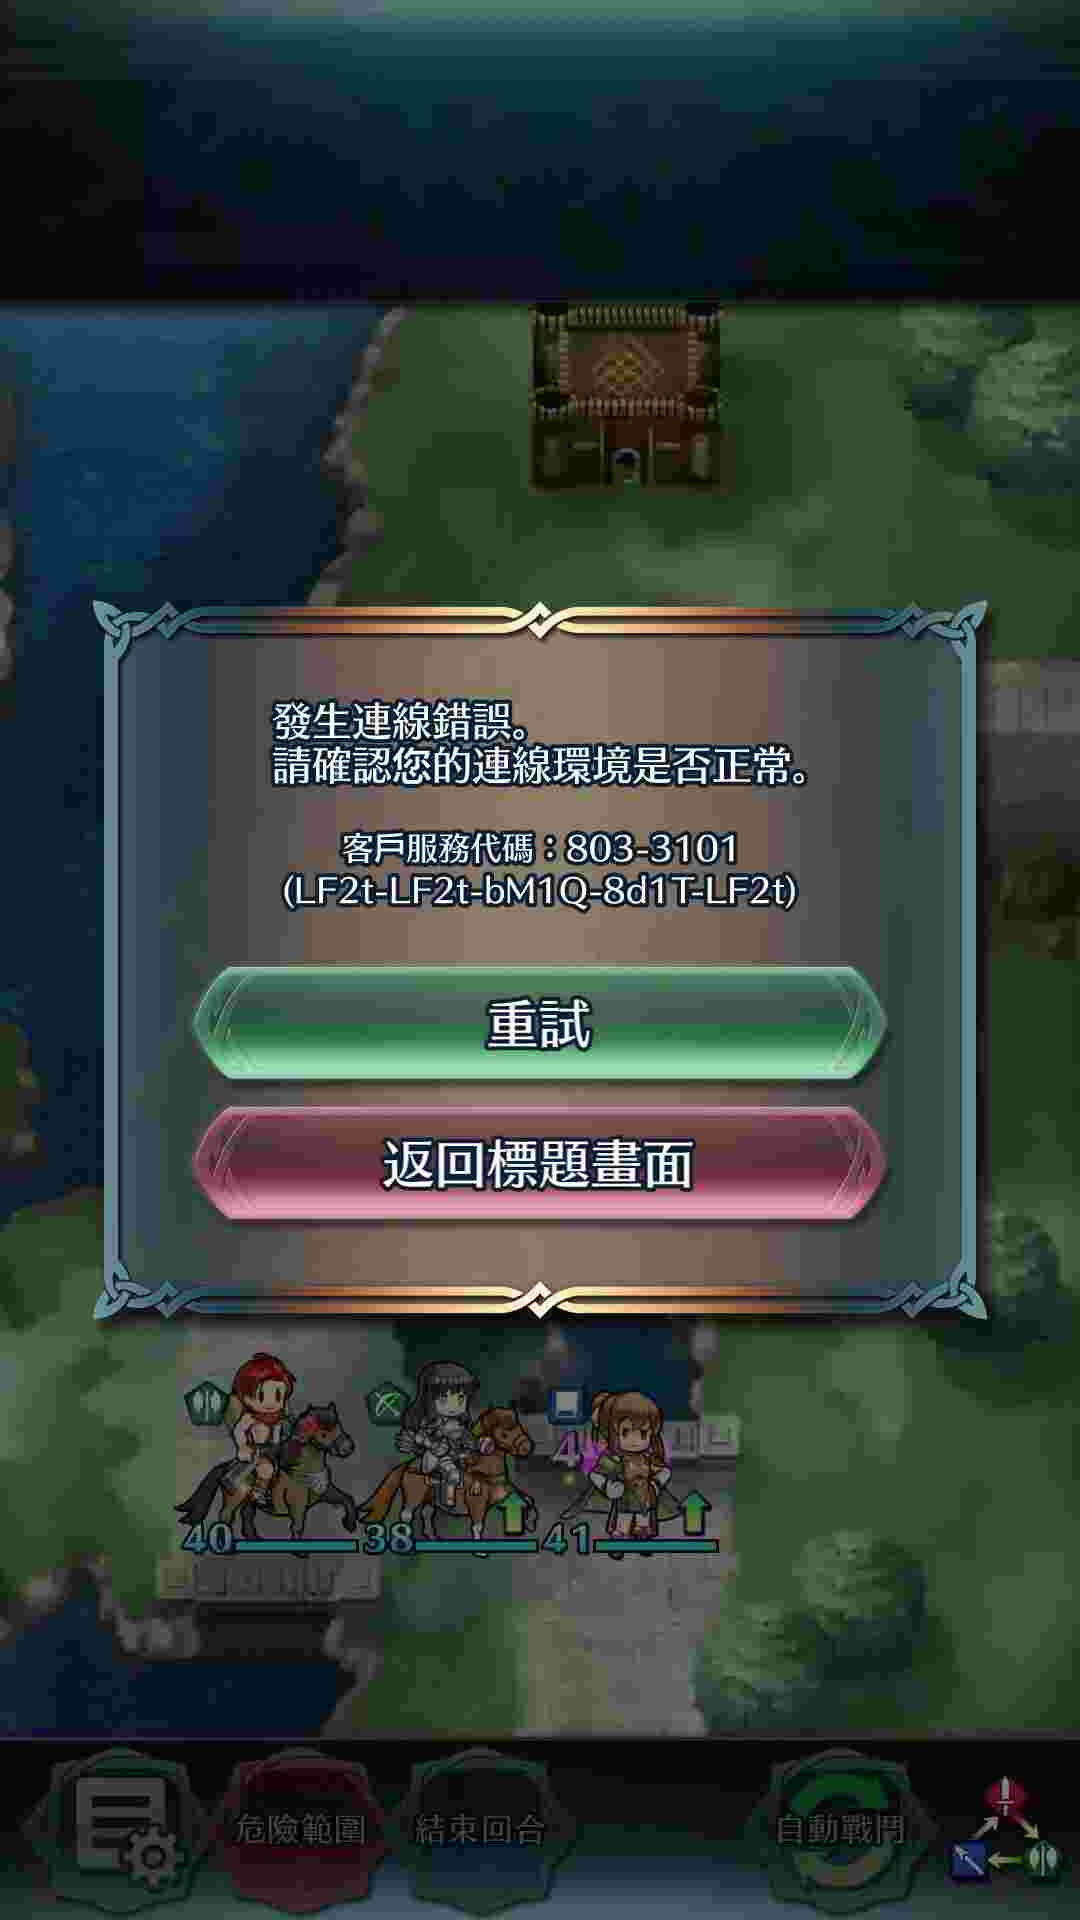 發生連線錯誤。
請確認您的連線環境是否正常。
客戶服務代碼：803-3101
(LF2t-LF2t-bM1Q-8d1T-LF2t)
重試
返回標題畫面
4
40 38 41
危險範圍 結束回合 自動戰鬥